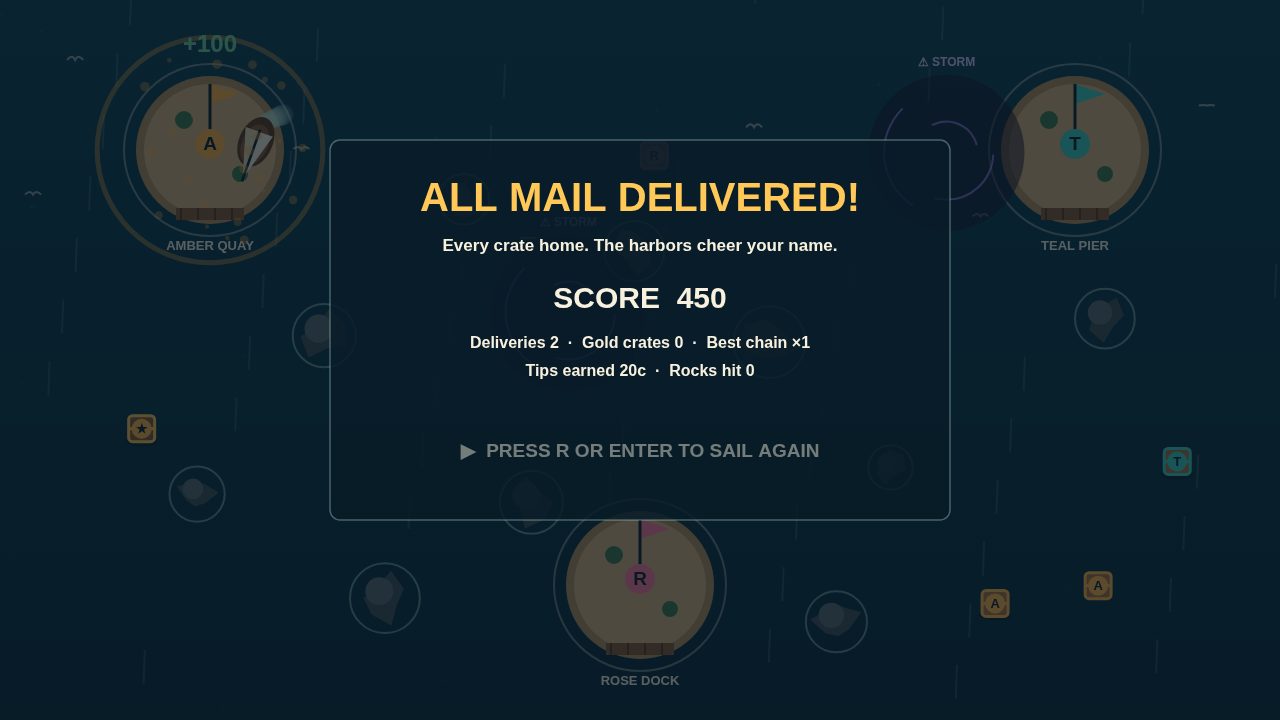 +100
⚠ STORM
A
T
R
AMBER QUAY
TEAL PIER
⚠ STORM
ALL MAIL DELIVERED!
Every crate home. The harbors cheer your name.
SCORE 450
Deliveries 2 · Gold crates 0 · Best chain ×1
Tips earned 20c · Rocks hit 0
▶ PRESS R OR ENTER TO SAIL AGAIN
★
T
R
A
A
ROSE DOCK